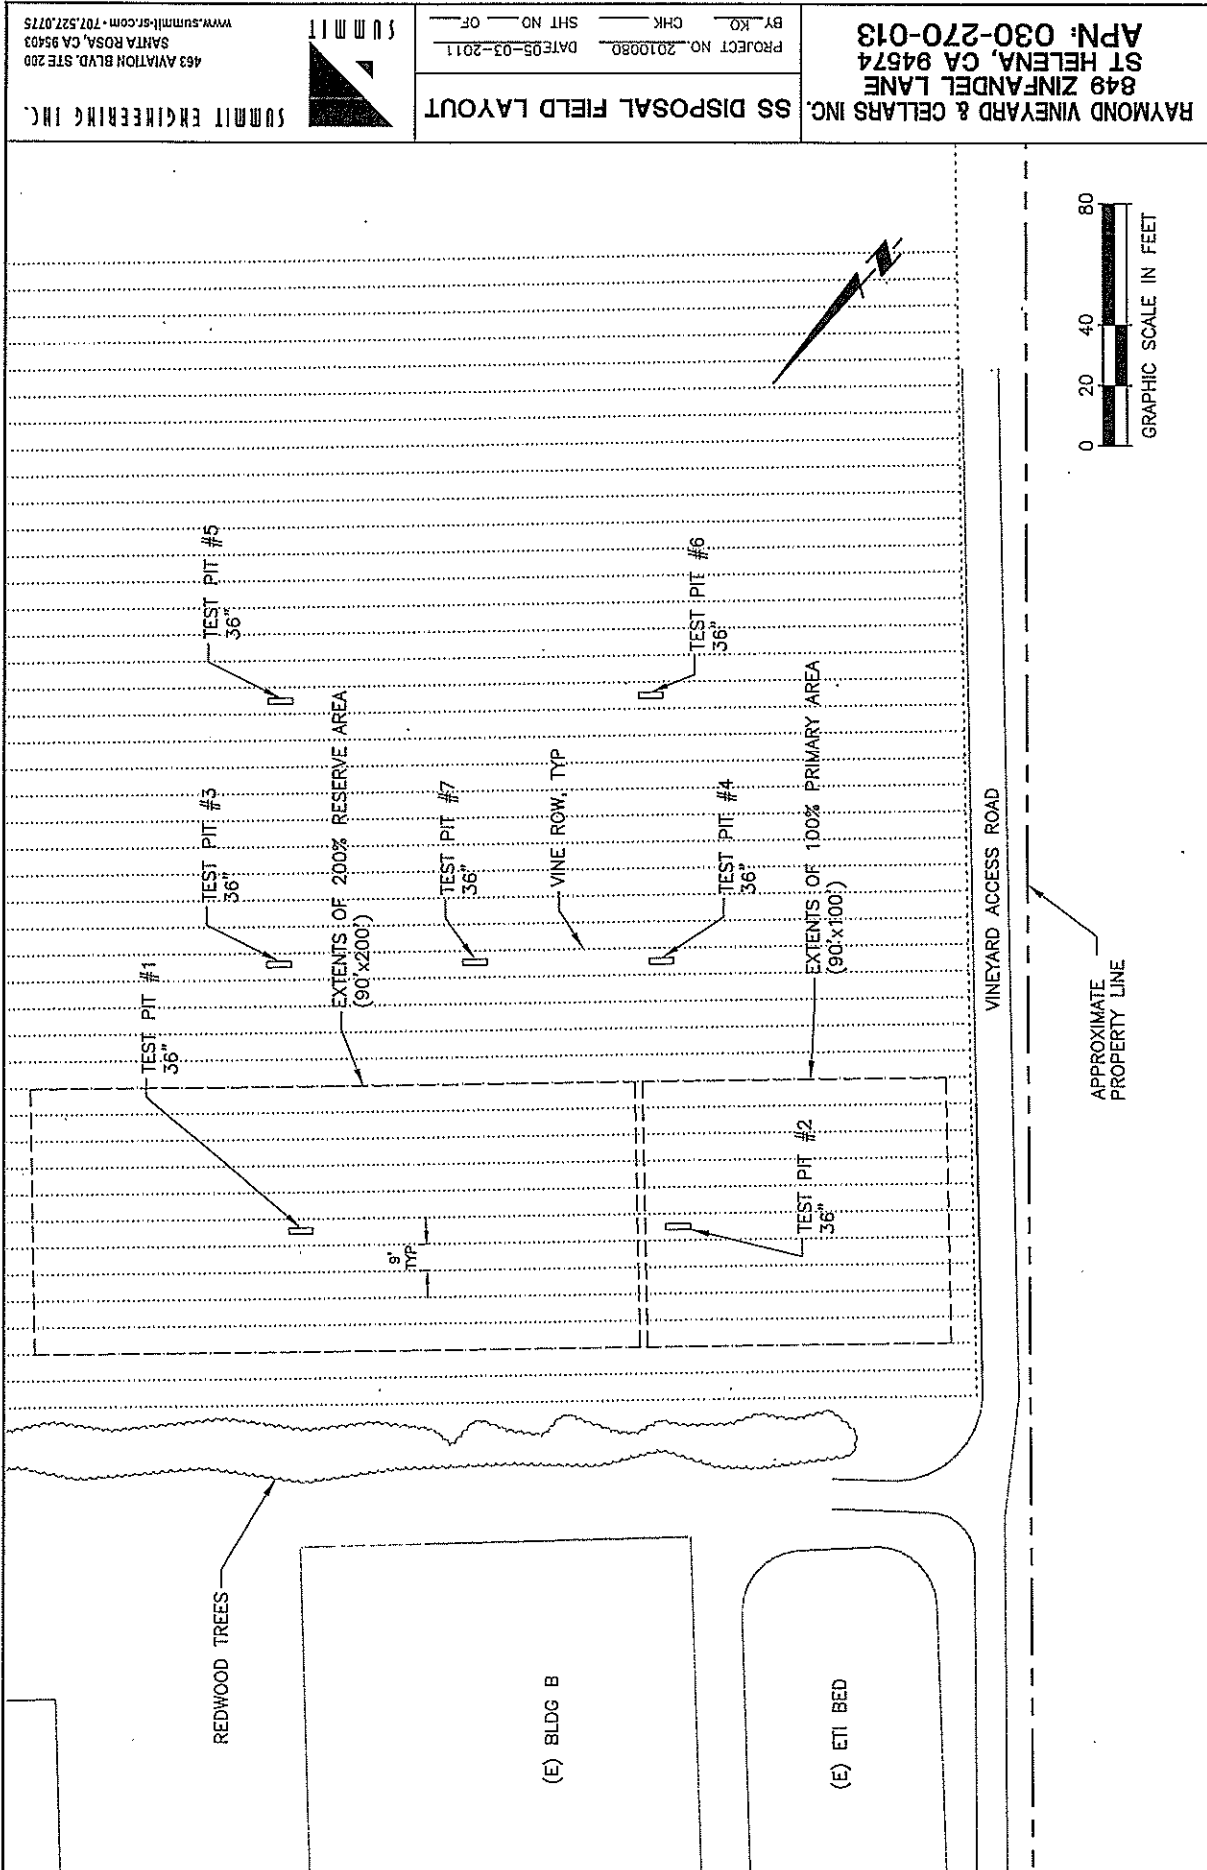 RAYMOND VINEYARD & CELLARS INC.
849 ZINFANDEL LANE
ST HELENA, CA 94574
APN: 030-270-013
SS DISPOSAL FIELD LAYOUT
PROJECT NO. 2010080 DATE 05-03-2011
BY KO CHK SHT NO OF
SUMMIT ENGINEERING INC.
463 AVIATION BLVD. STE 200
SANTA ROSA, CA 95403
www.summit-sr.com • 707.527.0775
SUMMIT
0 20 40 80
GRAPHIC SCALE IN FEET
TEST PIT #5
36"
TEST PIT #6
36"
EXTENTS OF 200% RESERVE AREA
(90'x200')
TEST PIT #3
36"
TEST PIT #7
36"
VINE ROW, TYP
TEST PIT #4
36"
EXTENTS OF 100% PRIMARY AREA
(90'x100')
TEST PIT #1
36"
TEST PIT #2
36"
9'
TYP
VINEYARD ACCESS ROAD
APPROXIMATE
PROPERTY LINE
REDWOOD TREES
(E) BLDG B
(E) ETI BED